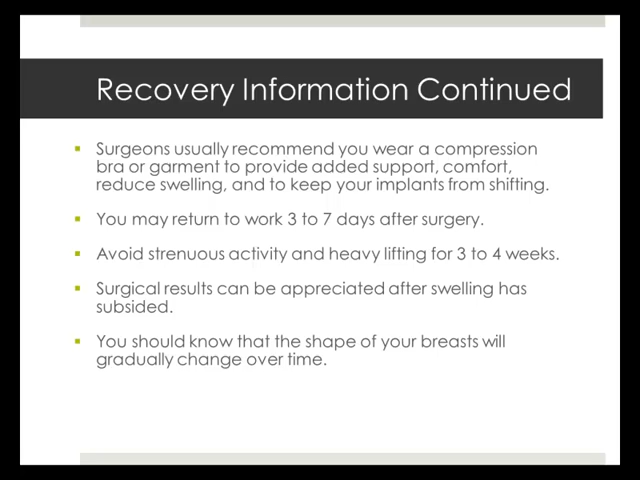 Recovery Information Continued
Surgeons usually recommend you wear a compression
bra or garment to provide added support, comfort,
reduce swelling, and to keep your implants from shifting.
You may return to work 3 to 7 days after surgery.
Avoid strenuous activity and heavy lifting for 3 to 4 weeks.
Surgical results can be appreciated after swelling has
subsided.
You should know that the shape of your breasts will
gradually change over time.